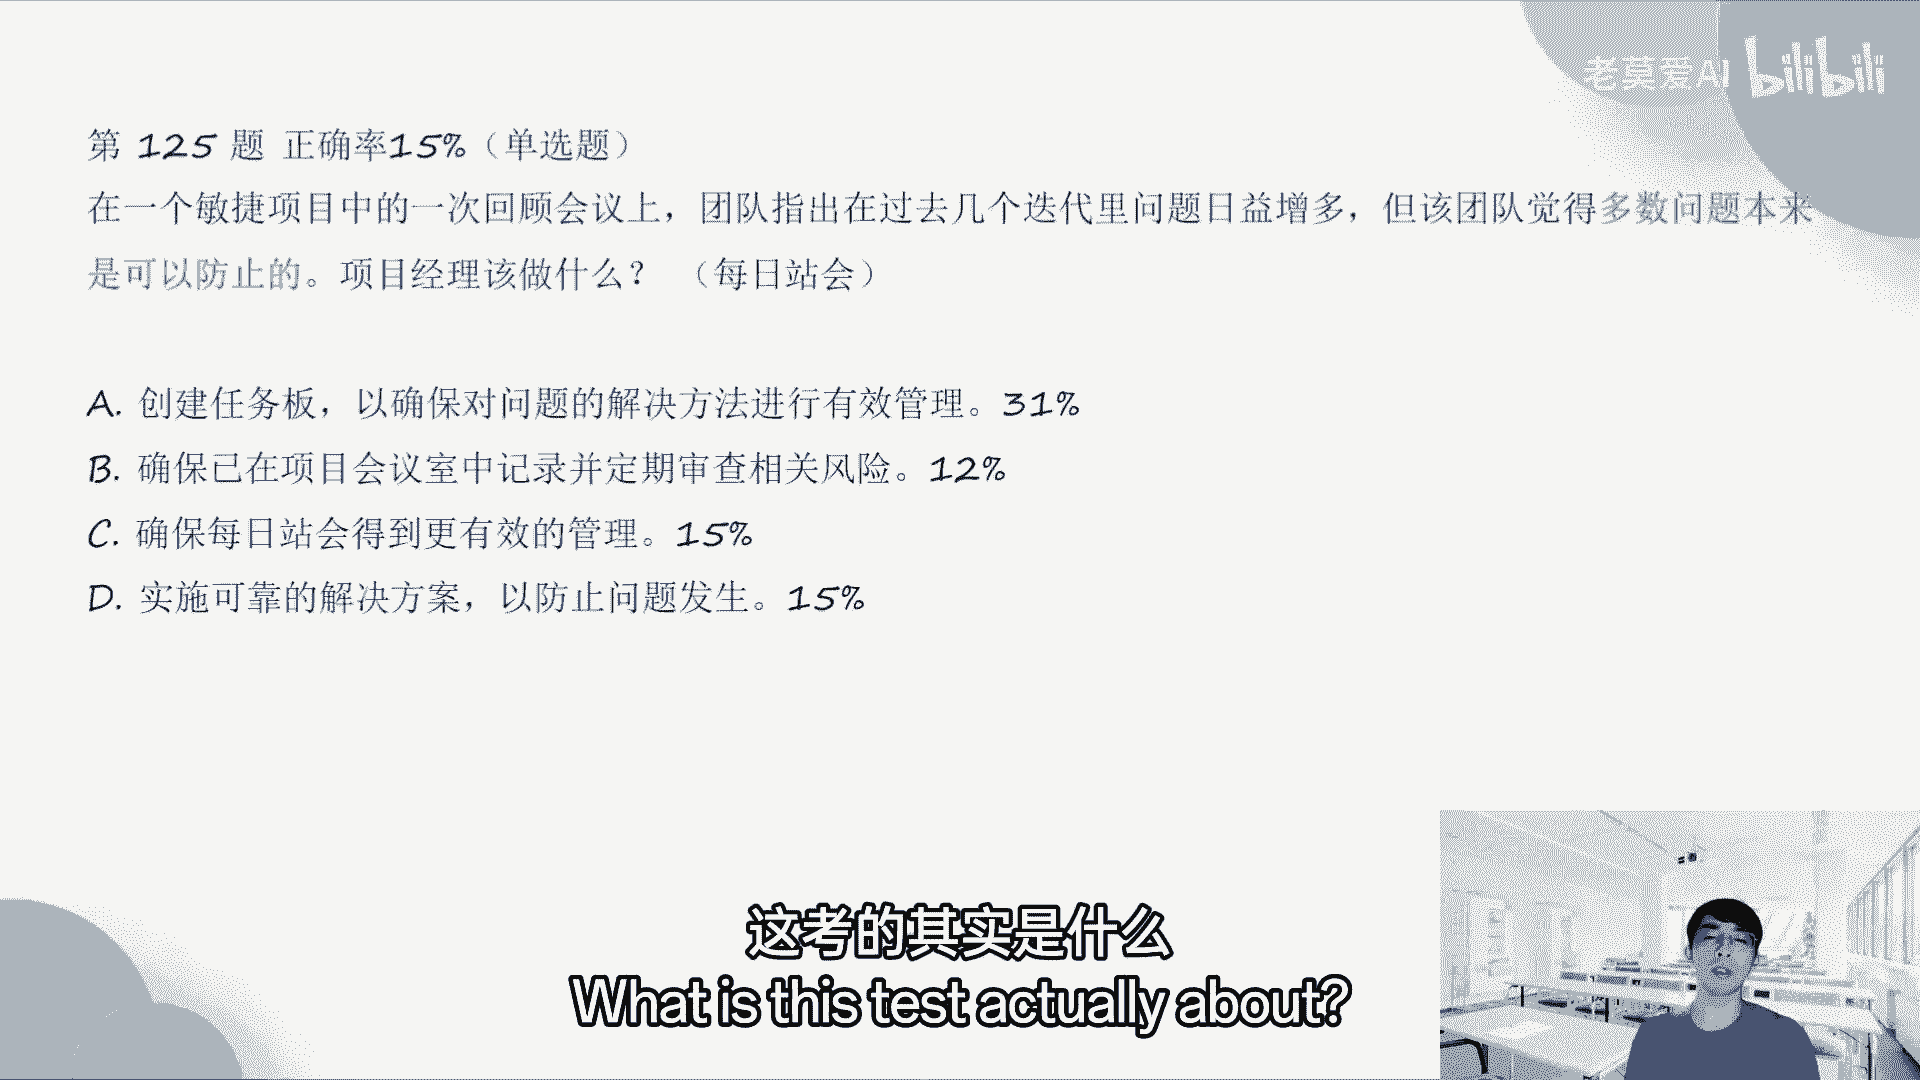 老莫爱AI bilibili
第 125 题 正确率15%（单选题）
在一个敏捷项目中的一次回顾会议上，团队指出在过去几个迭代里问题日益增多，但该团队觉得多数问题本来
是可以防止的。项目经理该做什么？ （每日站会）
A. 创建任务板，以确保对问题的解决方法进行有效管理。31%
B. 确保已在项目会议室中记录并定期审查相关风险。12%
C. 确保每日站会得到更有效的管理。15%
D. 实施可靠的解决方案，以防止问题发生。15%
这考的其实是什么
What is this test actually about?